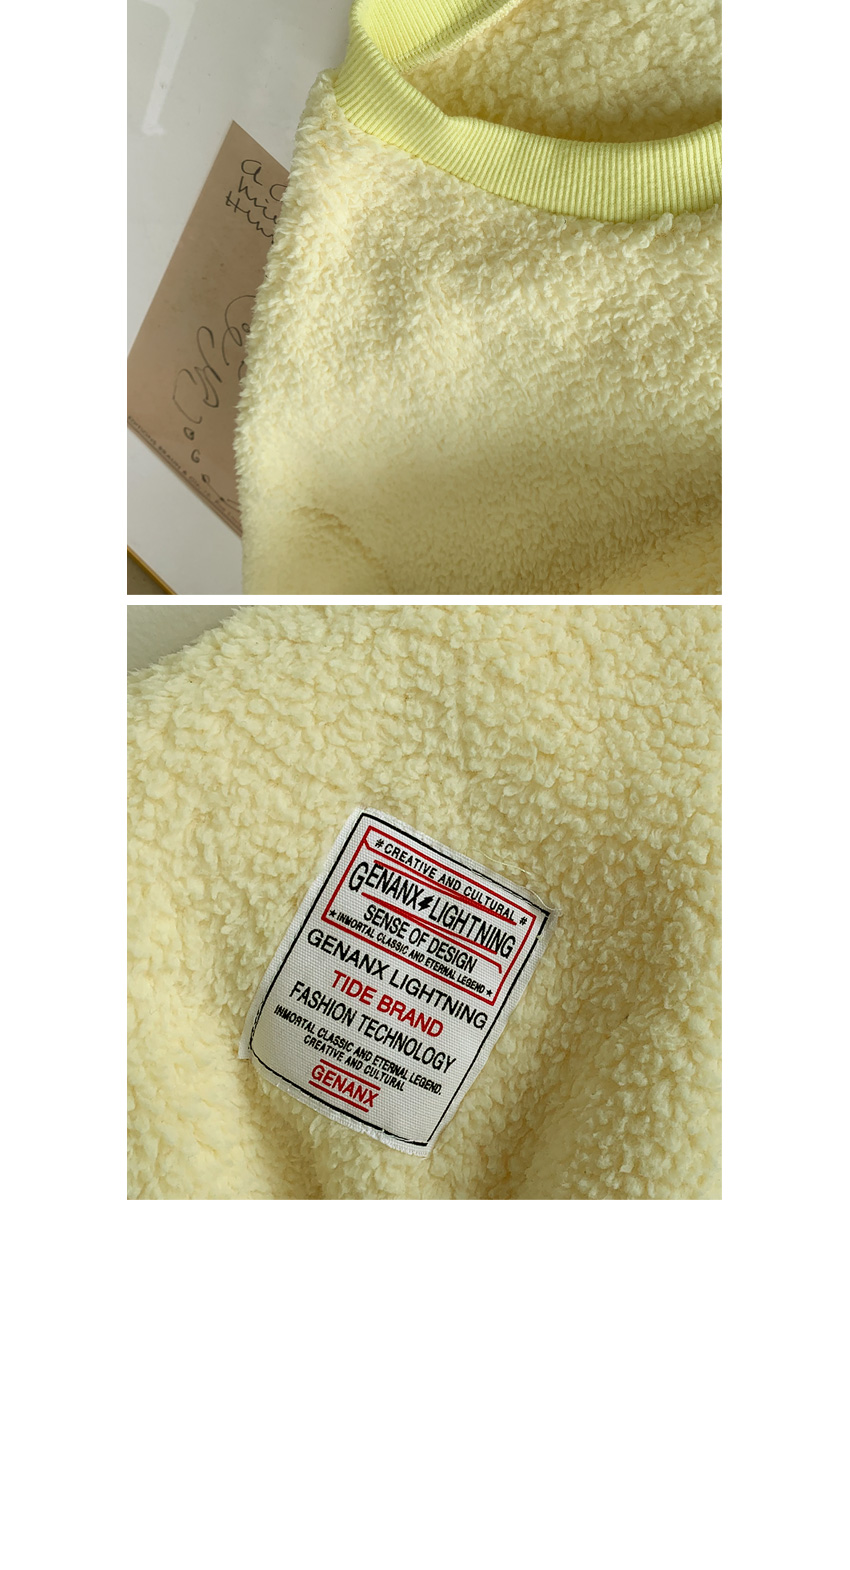 #CREATIVE AND CULTURAL #
GENANX LIGHTNING
SENSE OF DESIGN
★INMORTAL CLASSIC AND ETERNAL LEGEND★
GENANX LIGHTNING
TIDE BRAND
FASHION TECHNOLOGY
INMORTAL CLASSIC AND ETERNAL LEGEND.
CREATIVE AND CULTURAL
GENANX